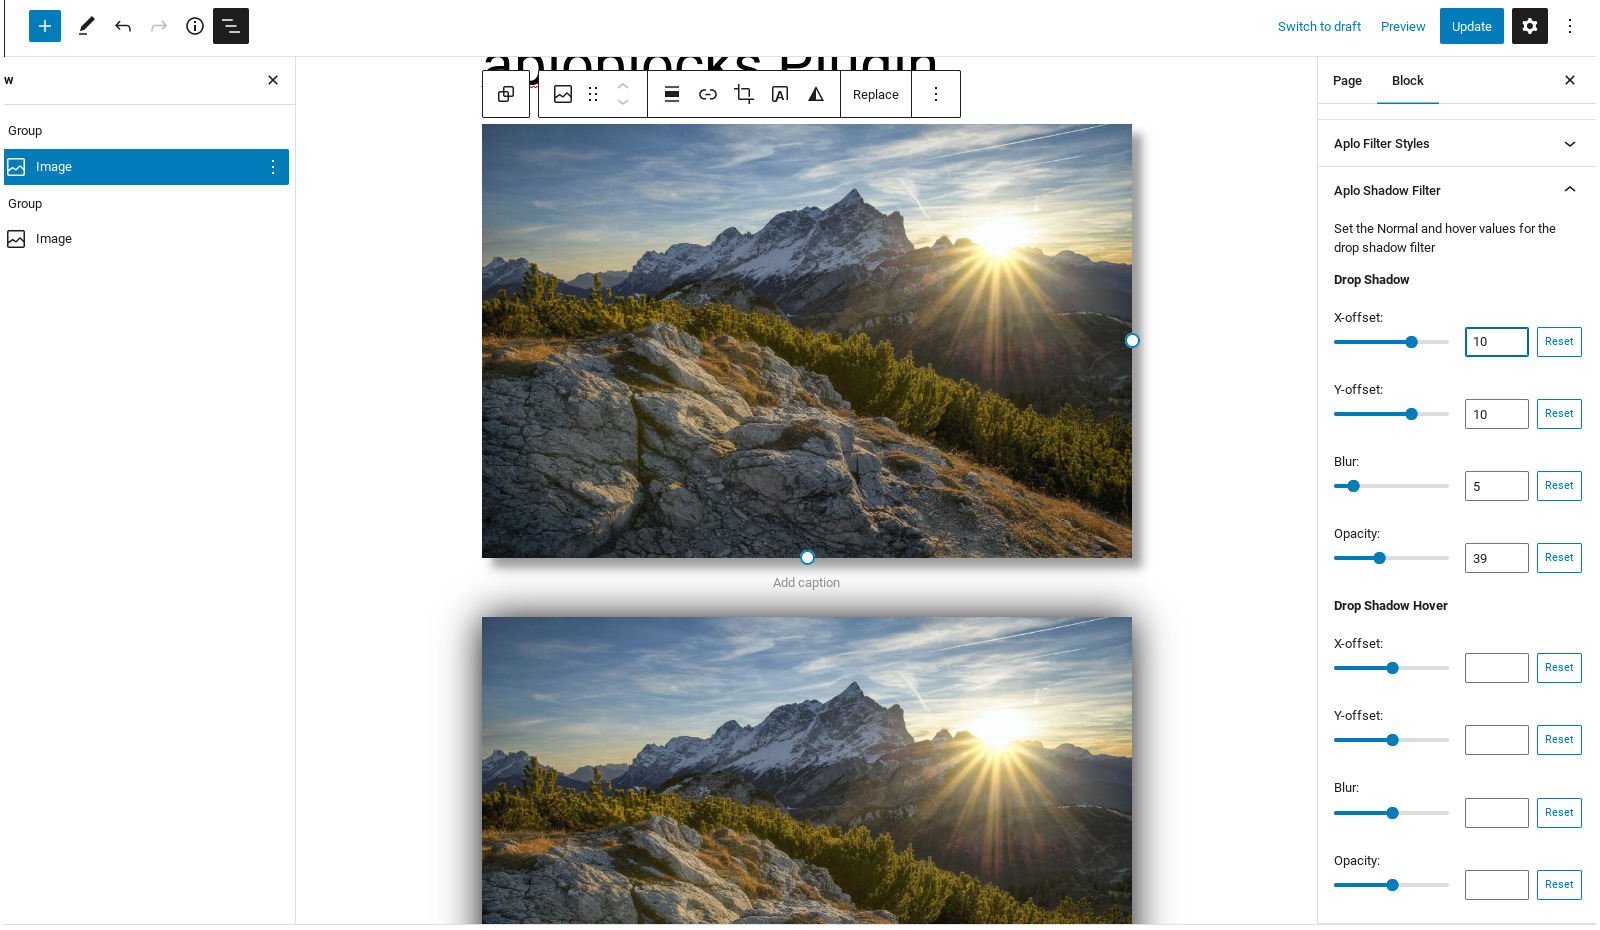 Switch to draft
Preview
Update
w
Group
Image
Group
Image
aploblocks Plugin
Replace
Add caption
Page
Block
Aplo Filter Styles
Aplo Shadow Filter
Set the Normal and hover values for the
drop shadow filter
Drop Shadow
X-offset:
10
Reset
Y-offset:
10
Reset
Blur:
5
Reset
Opacity:
39
Reset
Drop Shadow Hover
X-offset:
Reset
Y-offset:
Reset
Blur:
Reset
Opacity:
Reset